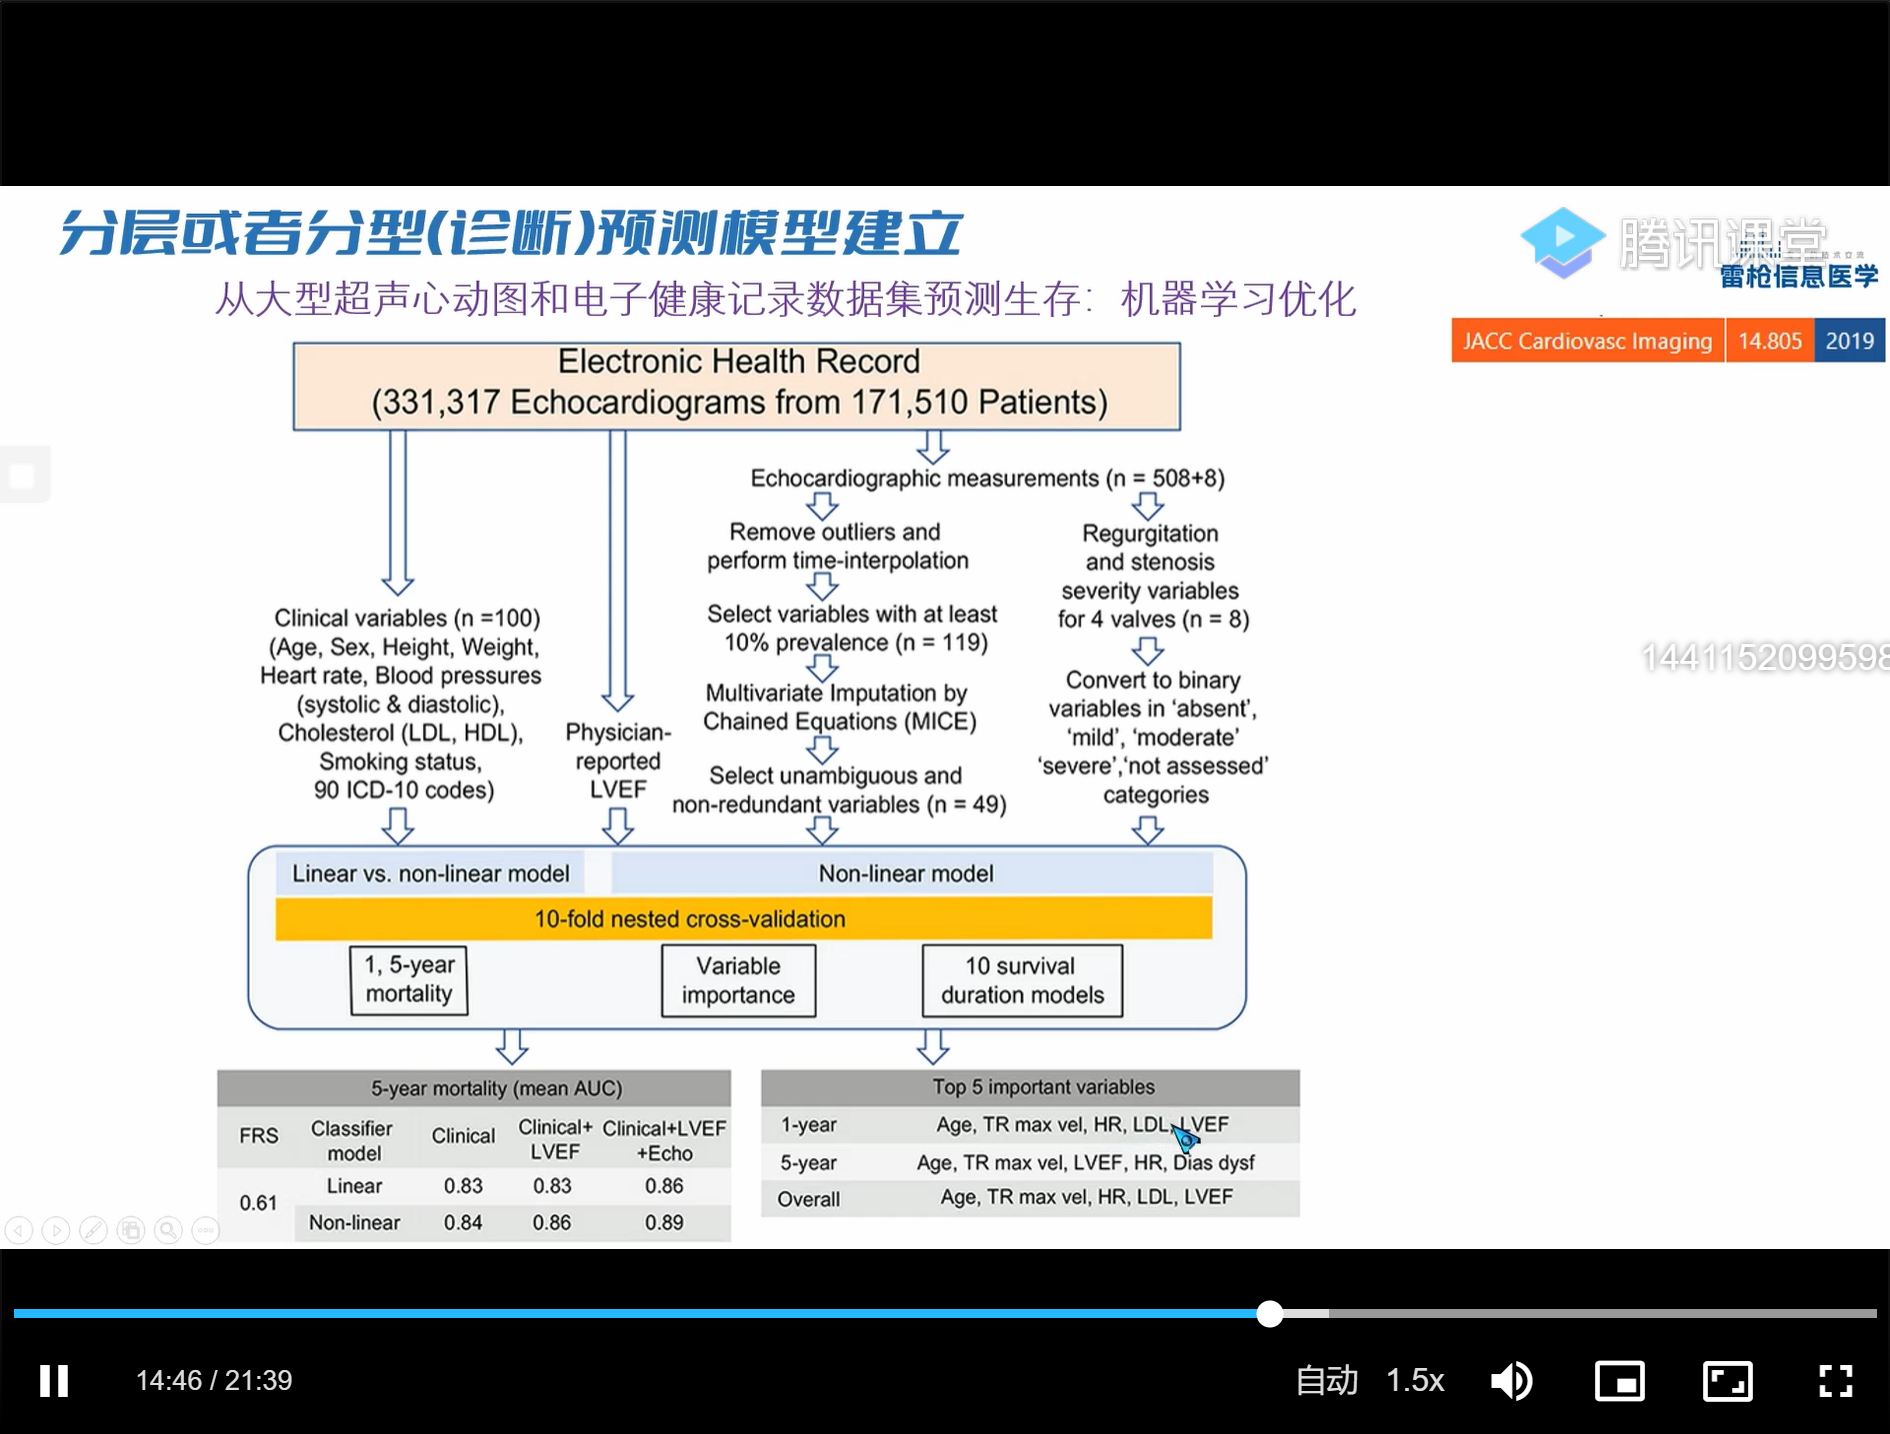 分层或者分型(诊断)预测模型建立
腾讯课堂
雷枪信息医学
从大型超声心动图和电子健康记录数据集预测生存：机器学习优化
JACC Cardiovasc Imaging 14.805 2019
Electronic Health Record
(331,317 Echocardiograms from 171,510 Patients)
Echocardiographic measurements (n = 508+8)
Remove outliers and
perform time-interpolation
Select variables with at least
10% prevalence (n = 119)
Multivariate Imputation by
Chained Equations (MICE)
Select unambiguous and
non-redundant variables (n = 49)
Regurgitation
and stenosis
severity variables
for 4 valves (n = 8)
Convert to binary
variables in ‘absent’,
‘mild’, ‘moderate’
‘severe’,‘not assessed’
categories
Clinical variables (n =100)
(Age, Sex, Height, Weight,
Heart rate, Blood pressures
(systolic & diastolic),
Cholesterol (LDL, HDL),
Smoking status,
90 ICD-10 codes)
Physician-
reported
LVEF
1441152099598
Linear vs. non-linear model
Non-linear model
10-fold nested cross-validation
1, 5-year
mortality
Variable
importance
10 survival
duration models
5-year mortality (mean AUC)
FRS
Classifier
model
Clinical
Clinical+
LVEF
Clinical+LVEF
+Echo
0.61
Linear 0.83 0.83 0.86
Non-linear 0.84 0.86 0.89
Top 5 important variables
1-year Age, TR max vel, HR, LDL, LVEF
5-year Age, TR max vel, LVEF, HR, Dias dysf
Overall Age, TR max vel, HR, LDL, LVEF
14:46 / 21:39
自动 1.5x